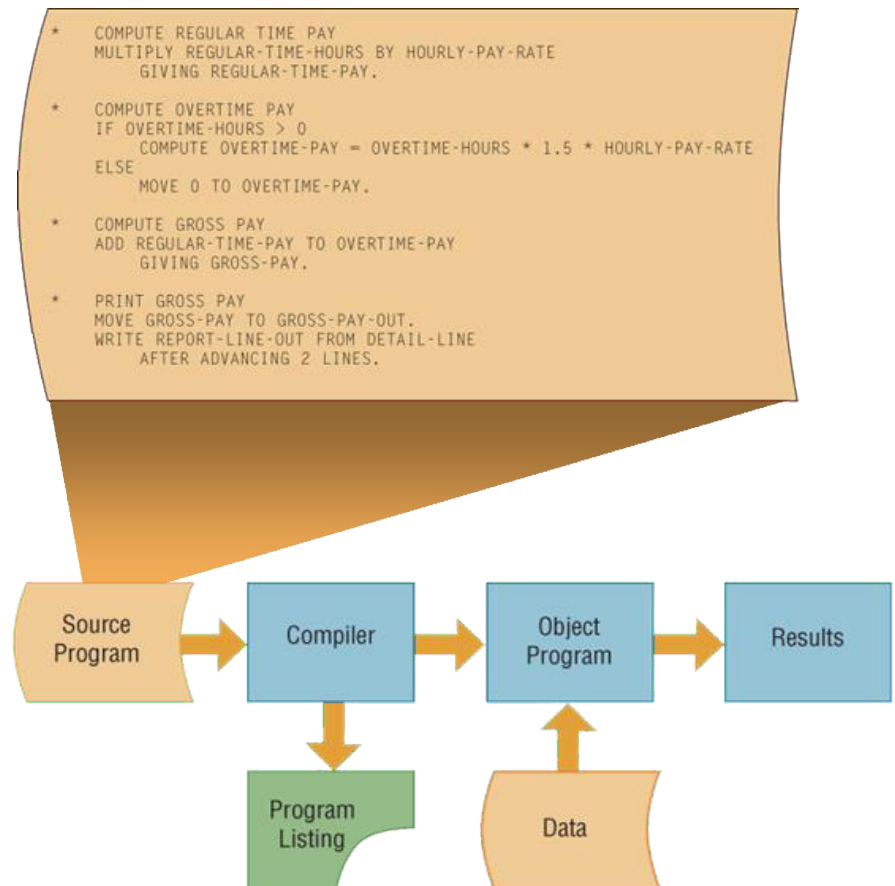 * COMPUTE REGULAR TIME PAY
MULTIPLY REGULAR-TIME-HOURS BY HOURLY-PAY-RATE
GIVING REGULAR-TIME-PAY.
* COMPUTE OVERTIME PAY
IF OVERTIME-HOURS > 0
COMPUTE OVERTIME-PAY = OVERTIME-HOURS * 1.5 * HOURLY-PAY-RATE
ELSE
MOVE 0 TO OVERTIME-PAY.
* COMPUTE GROSS PAY
ADD REGULAR-TIME-PAY TO OVERTIME-PAY
GIVING GROSS-PAY.
* PRINT GROSS PAY
MOVE GROSS-PAY TO GROSS-PAY-OUT.
WRITE REPORT-LINE-OUT FROM DETAIL-LINE
AFTER ADVANCING 2 LINES.
Source
Program
Compiler
Object
Program
Results
Program
Listing
Data